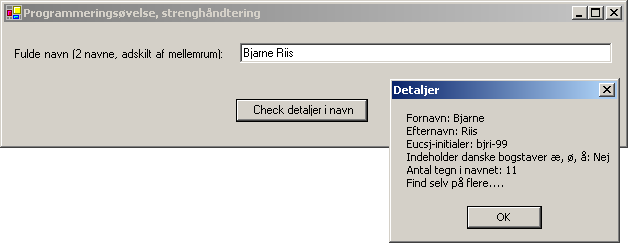 Programmeringsøvelse, strenghåndtering
Fulde navn (2 navne, adskilt af mellemrum):
Bjarne Riis
Check detaljer i navn
Detaljer
Fornavn: Bjarne
Efternavn: Riis
Eucsj-initialer: bjri-99
Indeholder danske bogstaver æ, ø, å: Nej
Antal tegn i navnet: 11
Find selv på flere....
OK